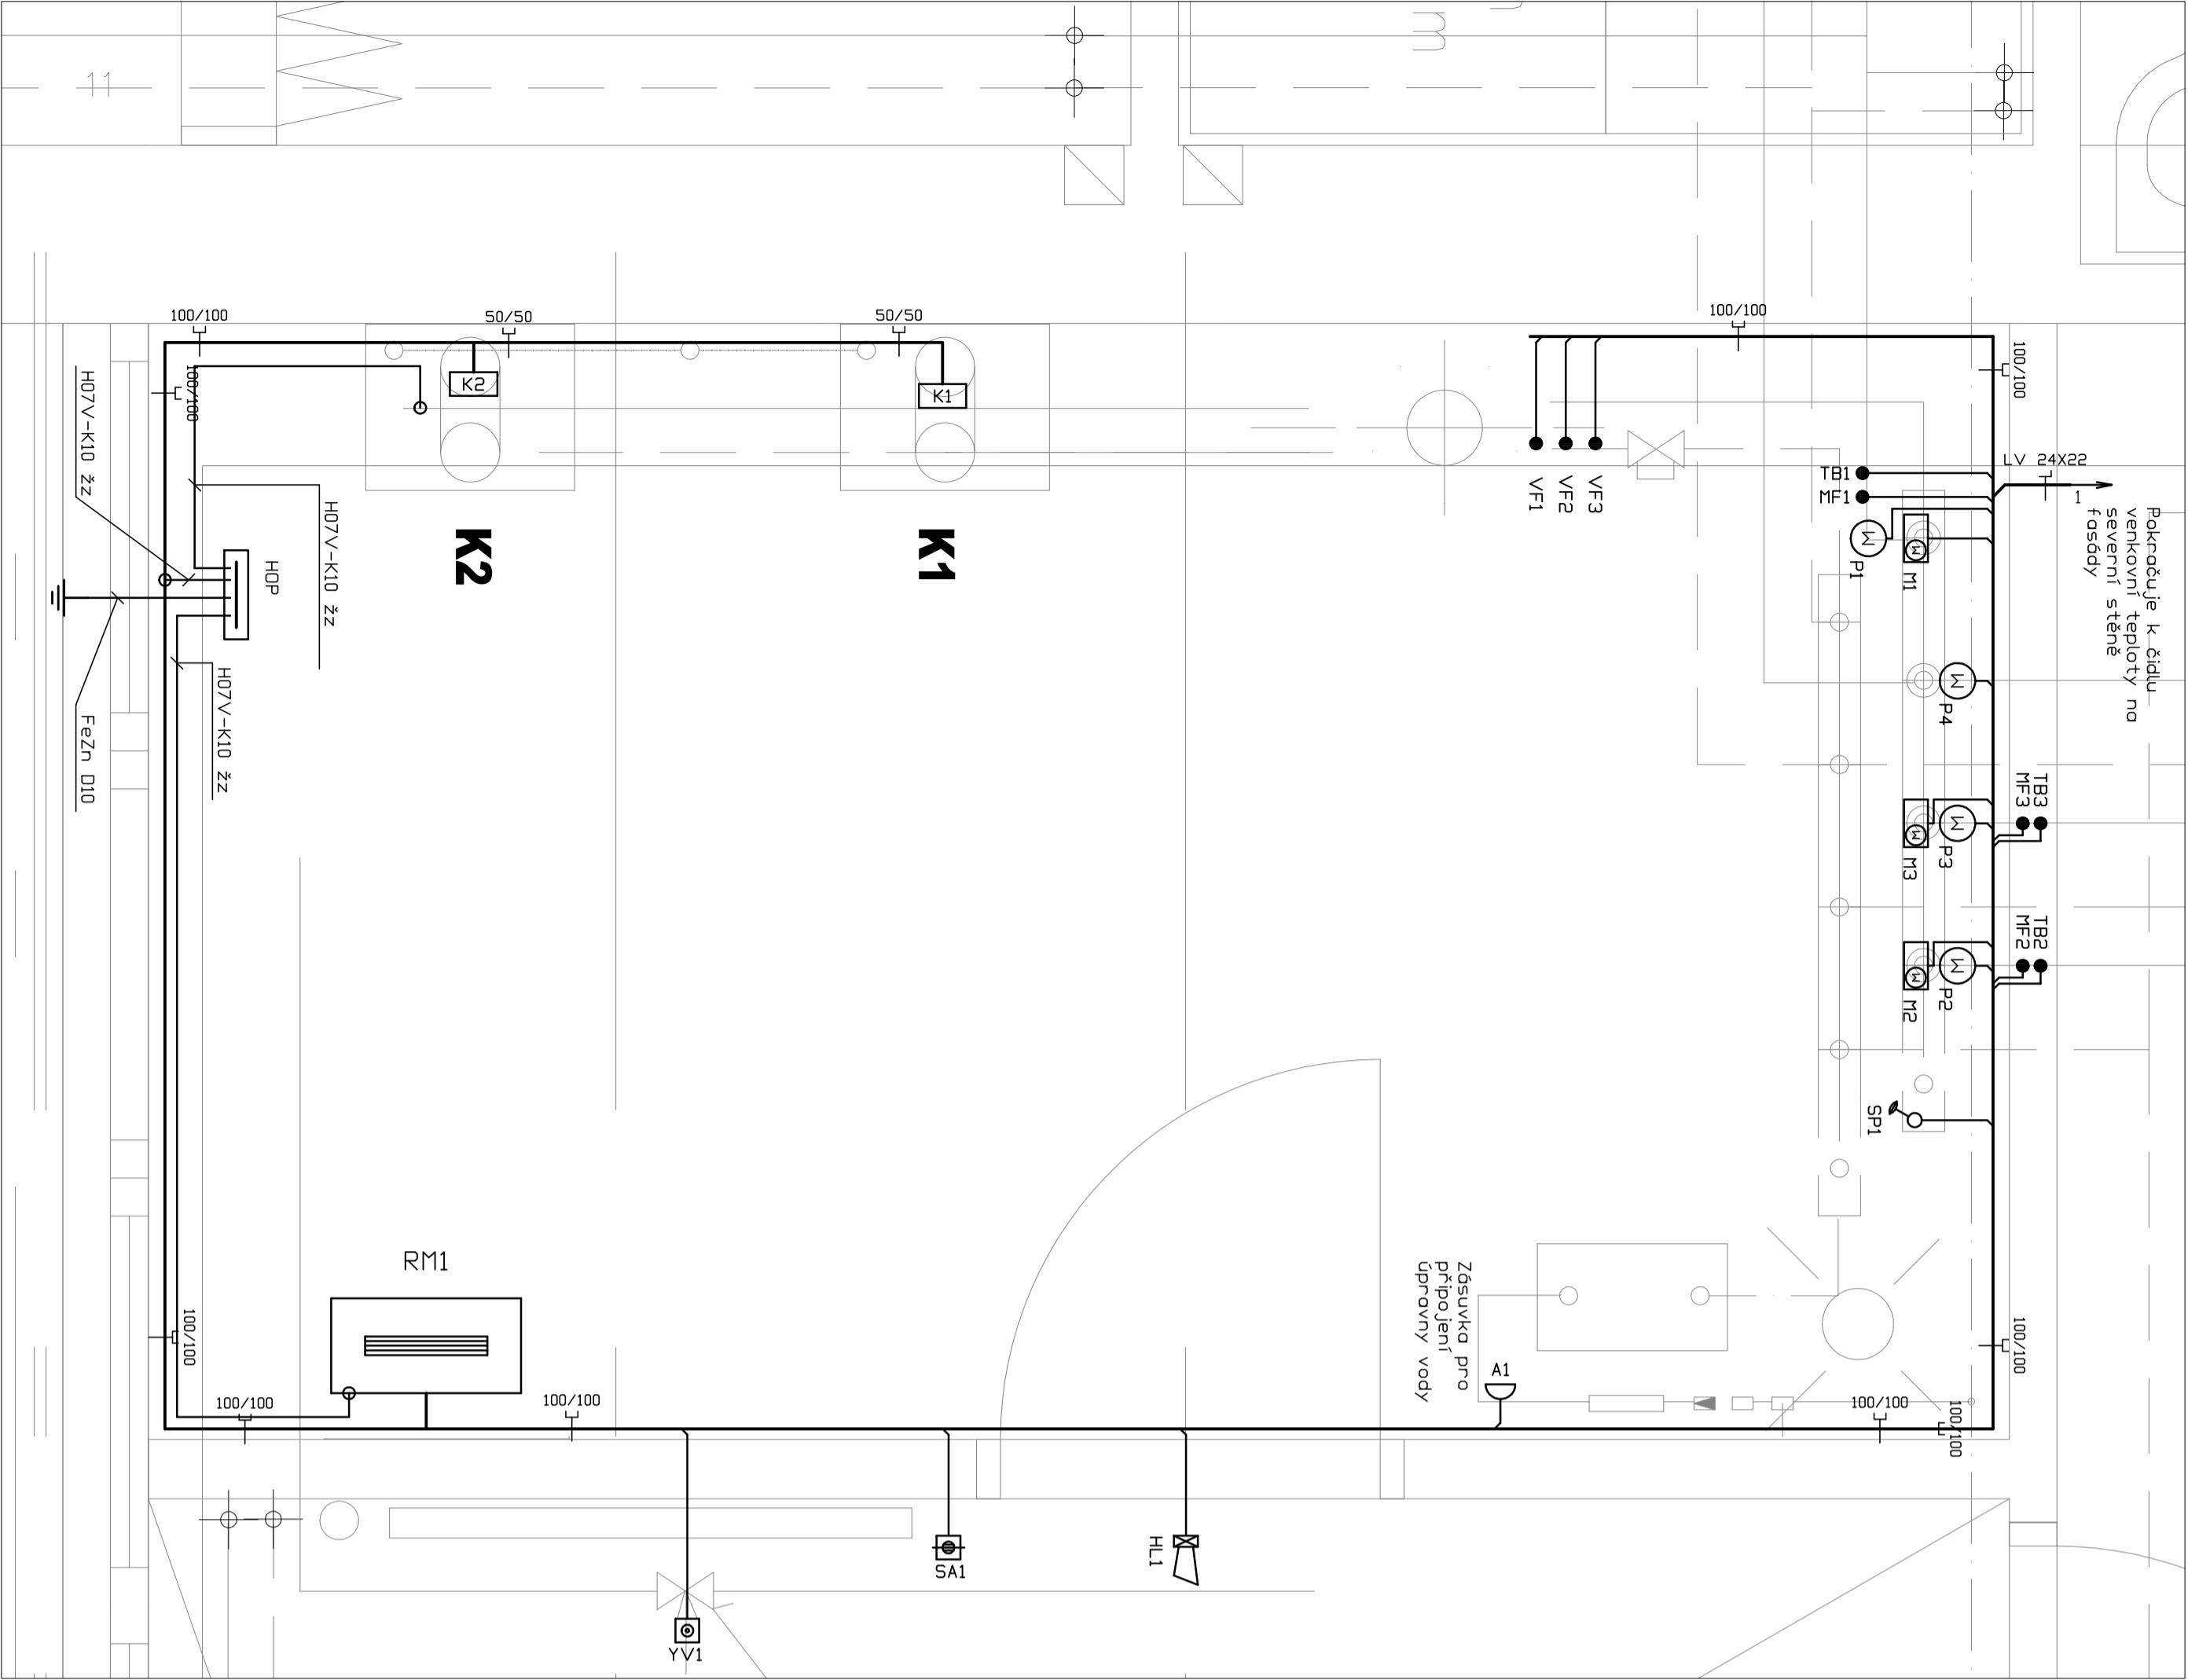 11
100/100
50/50
50/50
100/100
100/100
100/100
K2
K1
H07V-K10 žz
H07V-K10 žz
HOP
K2
K1
VF1
VF2
VF3
TB1
MF1
LV 24X22
1
Pokračuje k čidlu
venkovní teploty na
severní stěně
fasády
P1
M1
P4
H07V-K10 žz
FeZn D10
TB3
MF3
P3
M3
TB2
MF2
P2
M2
SP1
RM1
Zásuvka pro
připojení
úpravny vody
A1
100/100
100/100
100/100
100/100
100/100
100/100
HL1
SA1
YV1